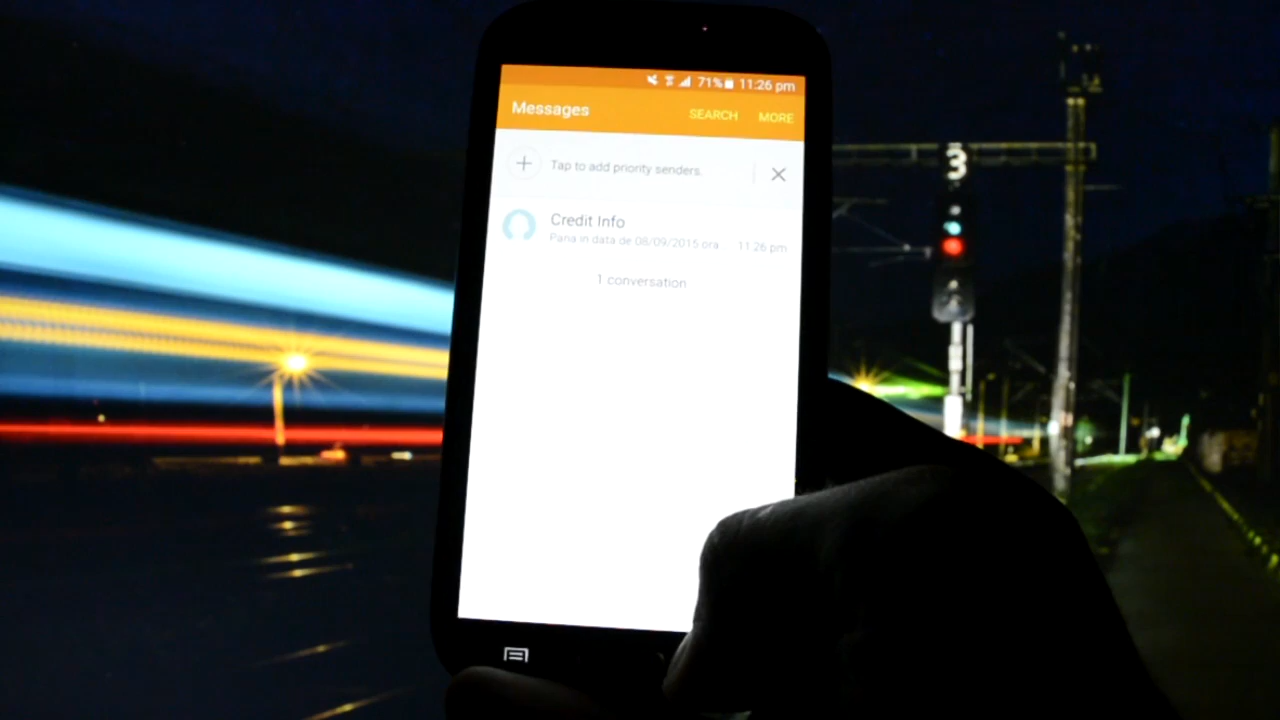 71% 11:26 pm
Messages SEARCH MORE
Tap to add priority senders.
Credit Info
Pana in data de 08/09/2015 ora 11:26 pm
1 conversation
3